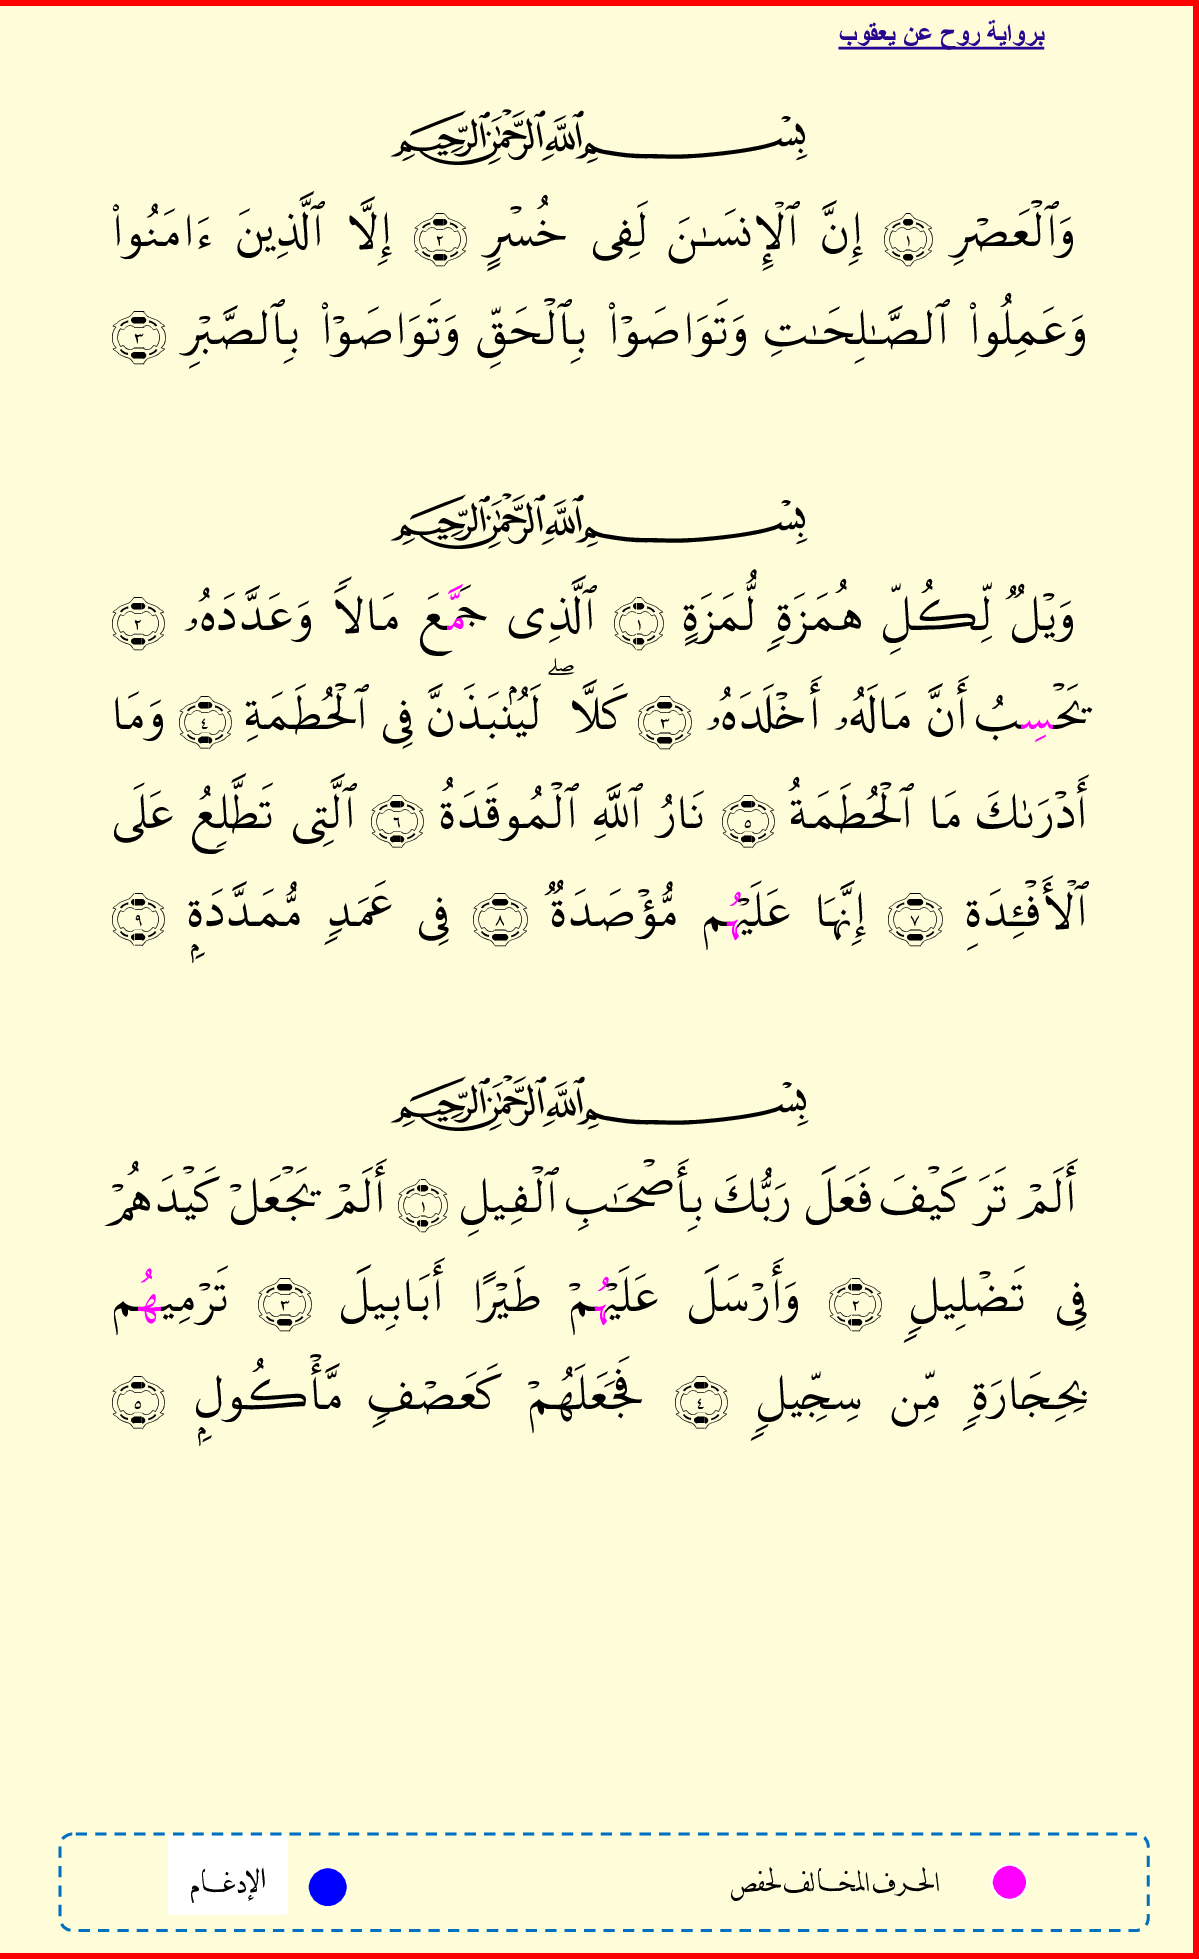 برواية روح عن يعقوب
بِسْمِ ٱللَّهِ ٱلرَّحْمَٰنِ ٱلرَّحِيمِ
وَٱلْعَصْرِ ١ إِنَّ ٱلْإِنسَـٰنَ لَفِى خُسْرٍ ٢ إِلَّا ٱلَّذِينَ ءَامَنُوا۟
وَعَمِلُوا۟ ٱلصَّـٰلِحَـٰتِ وَتَوَاصَوْا۟ بِٱلْحَقِّ وَتَوَاصَوْا۟ بِٱلصَّبْرِ ٣
بِسْمِ ٱللَّهِ ٱلرَّحْمَٰنِ ٱلرَّحِيمِ
وَيْلٌ لِّكُلِّ هُمَزَةٍ لُّمَزَةٍ ١ ٱلَّذِى جَمَّعَ مَالاً وَعَدَّدَهُۥ ٢
يَحْسِبُ أَنَّ مَالَهُۥ أَخْلَدَهُۥ ٣ كَلَّا ۖ لَيُنۢبَذَنَّ فِى ٱلْحُطَمَةِ ٤ وَمَا
أَدْرَىٰكَ مَا ٱلْحُطَمَةُ ٥ نَارُ ٱللَّهِ ٱلْمُوقَدَةُ ٦ ٱلَّتِى تَطَّلِعُ عَلَى
ٱلْأَفْـِٔدَةِ ٧ إِنَّهَا عَلَيْهُم مُّؤْصَدَةٌ ٨ فِى عَمَدٍ مُّمَدَّدَةِۭ ٩
بِسْمِ ٱللَّهِ ٱلرَّحْمَٰنِ ٱلرَّحِيمِ
أَلَمْ تَرَ كَيْفَ فَعَلَ رَبُّكَ بِأَصْحَـٰبِ ٱلْفِيلِ ١ أَلَمْ يَجْعَلْ كَيْدَهُمْ
فِى تَضْلِيلٍ ٢ وَأَرْسَلَ عَلَيْهُمْ طَيْرًا أَبَابِيلَ ٣ تَرْمِيهُم
بِحِجَارَةٍ مِّن سِجِّيلٍ ٤ فَجَعَلَهُمْ كَعَصْفٍ مَّأْكُولِۭ ٥
الحرف المخالف لحفص
الإدغام